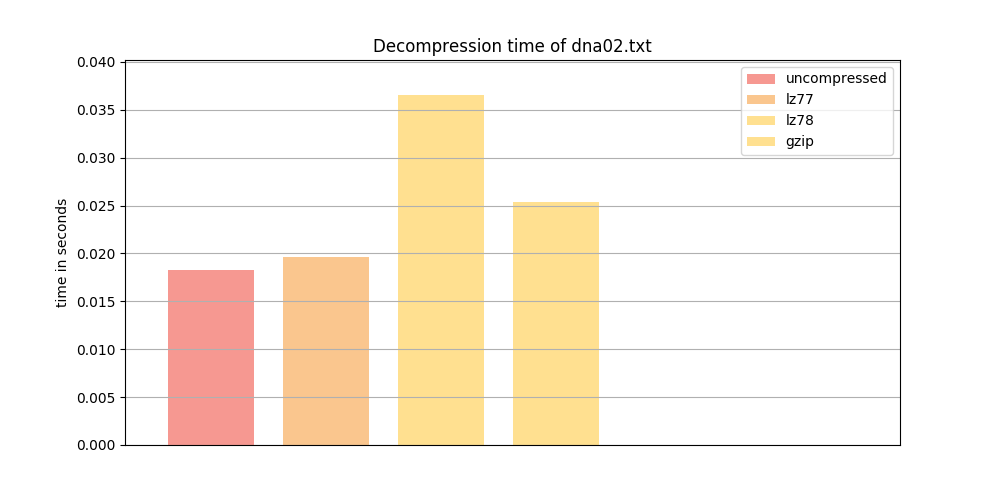 Decompression time of dna02.txt
0.040
0.035
0.030
0.025
0.020
0.015
0.010
0.005
0.000
time in seconds
uncompressed
lz77
lz78
gzip